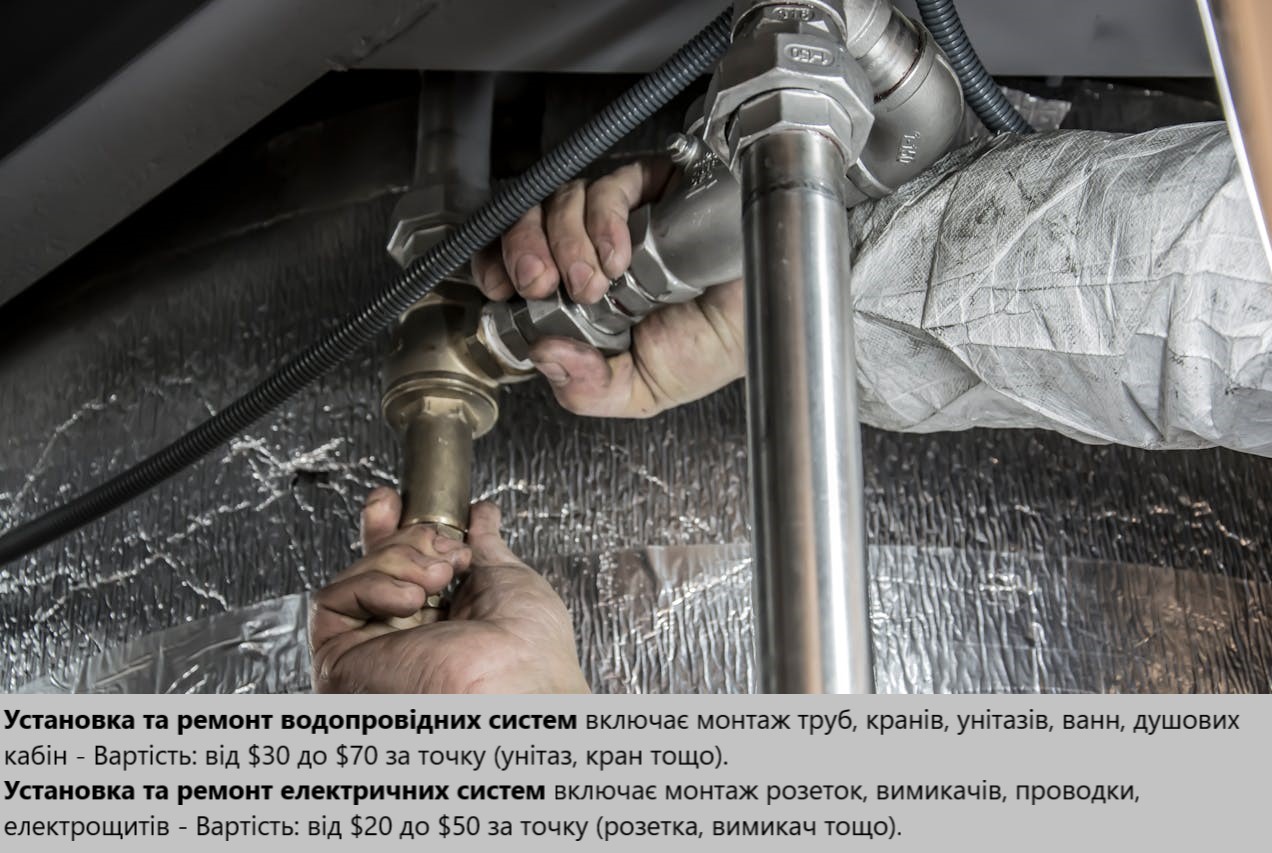 Установка та ремонт водопровідних систем включає монтаж труб, кранів, унітазів, ванн, душових
кабін - Вартість: від $30 до $70 за точку (унітаз, кран тощо).
Установка та ремонт електричних систем включає монтаж розеток, вимикачів, проводки,
електрощитів - Вартість: від $20 до $50 за точку (розетка, вимикач тощо).